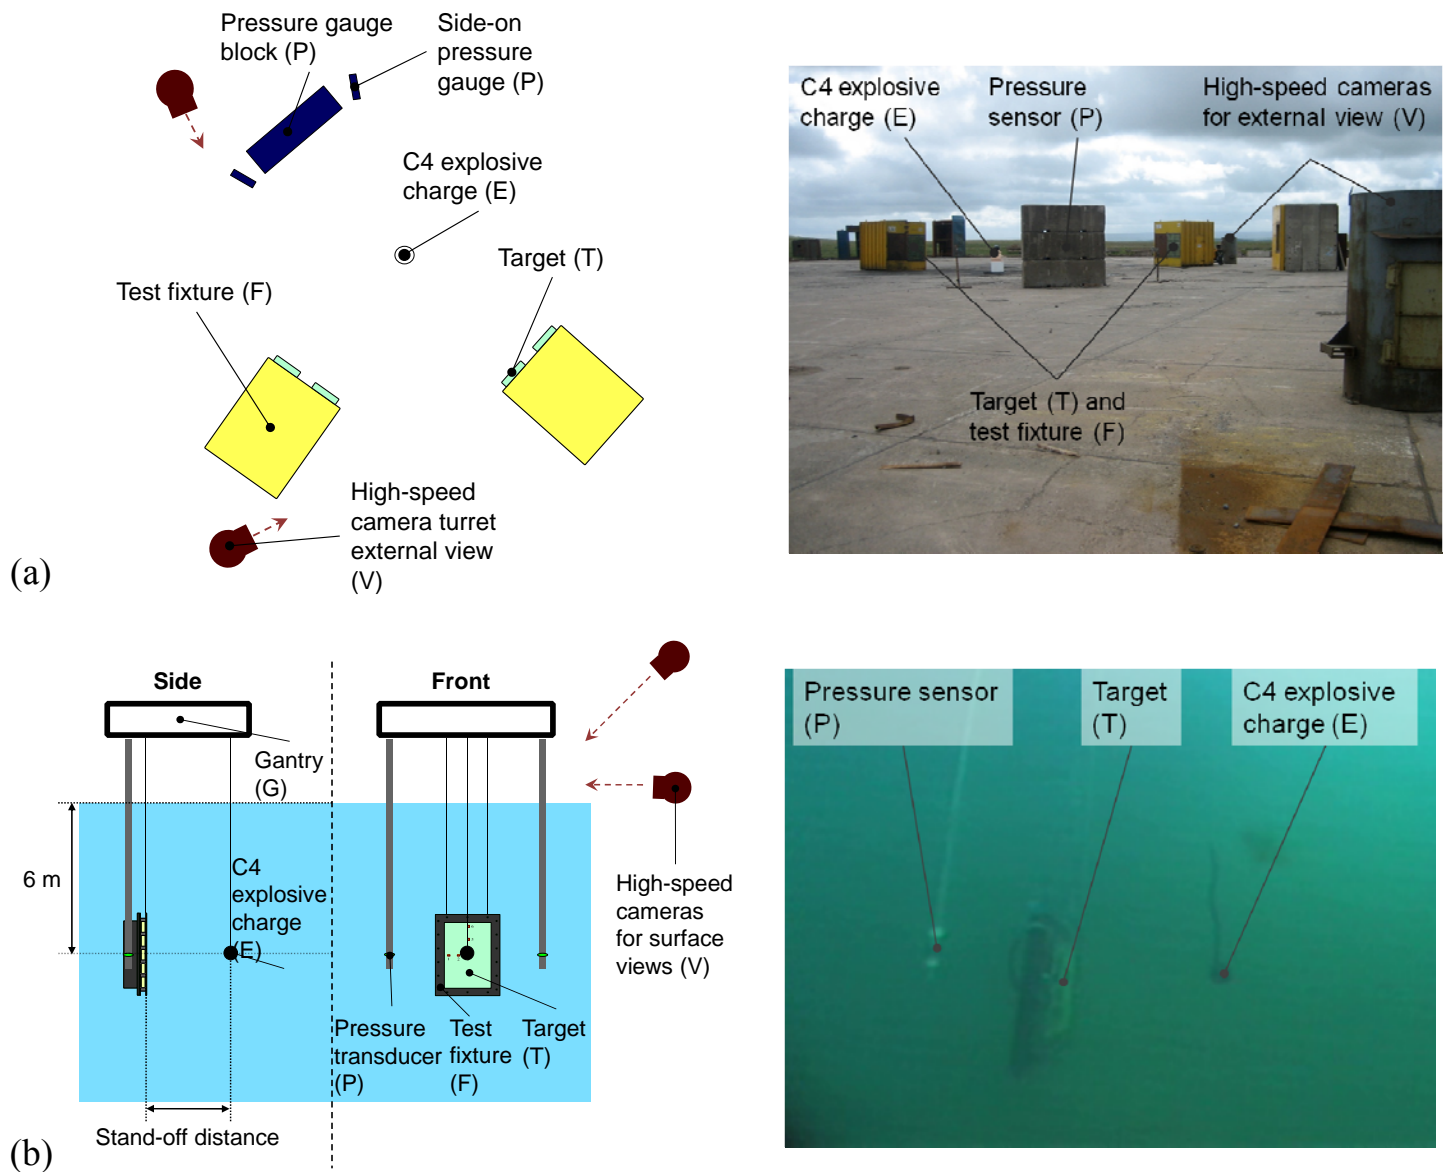 Pressure gauge
block (P)
Side-on
pressure
gauge (P)
C4 explosive
charge (E)
Target (T)
Test fixture (F)
High-speed
camera turret
external view
(V)
(a)
C4 explosive
charge (E)
Pressure
sensor (P)
High-speed cameras
for external view (V)
Target (T) and
test fixture (F)
Side
Front
Gantry
(G)
6 m
C4
explosive
charge
(E)
High-speed
cameras
for surface
views (V)
Pressure
transducer
(P)
Test
fixture
(F)
Target
(T)
Stand-off distance
(b)
Pressure sensor
(P)
Target
(T)
C4 explosive
charge (E)